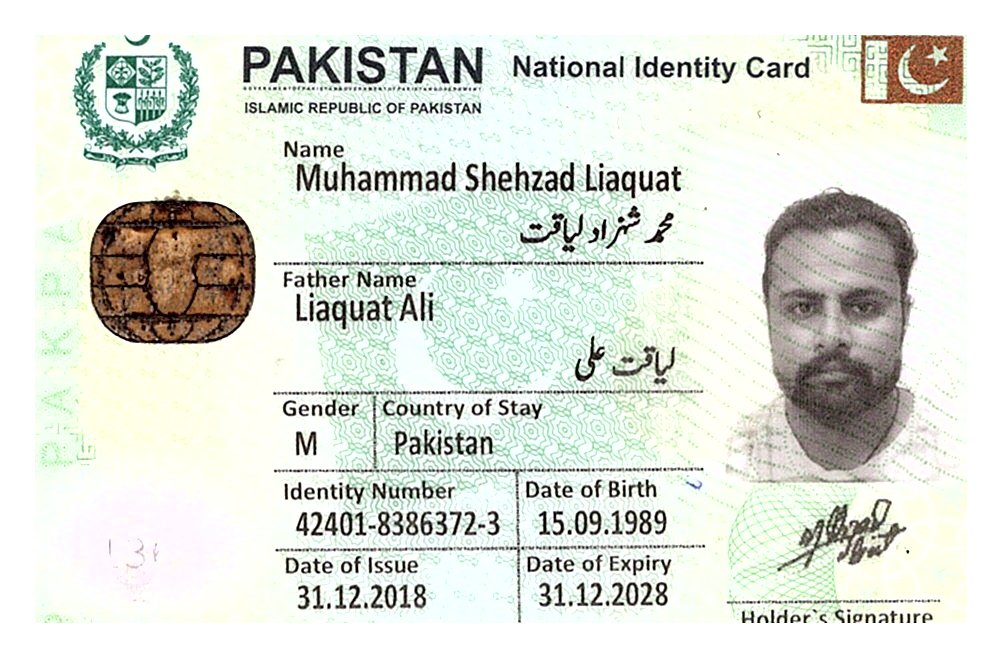 PAKISTAN
National Identity Card
ISLAMIC REPUBLIC OF PAKISTAN
Name
Muhammad Shehzad Liaquat
محمد شہزاد لیاقت
Father Name
Liaquat Ali
لیاقت علی
Gender
Country of Stay
M
Pakistan
Identity Number
Date of Birth
42401-8386372-3
15.09.1989
Date of Issue
Date of Expiry
31.12.2018
31.12.2028
Holder`s Signature